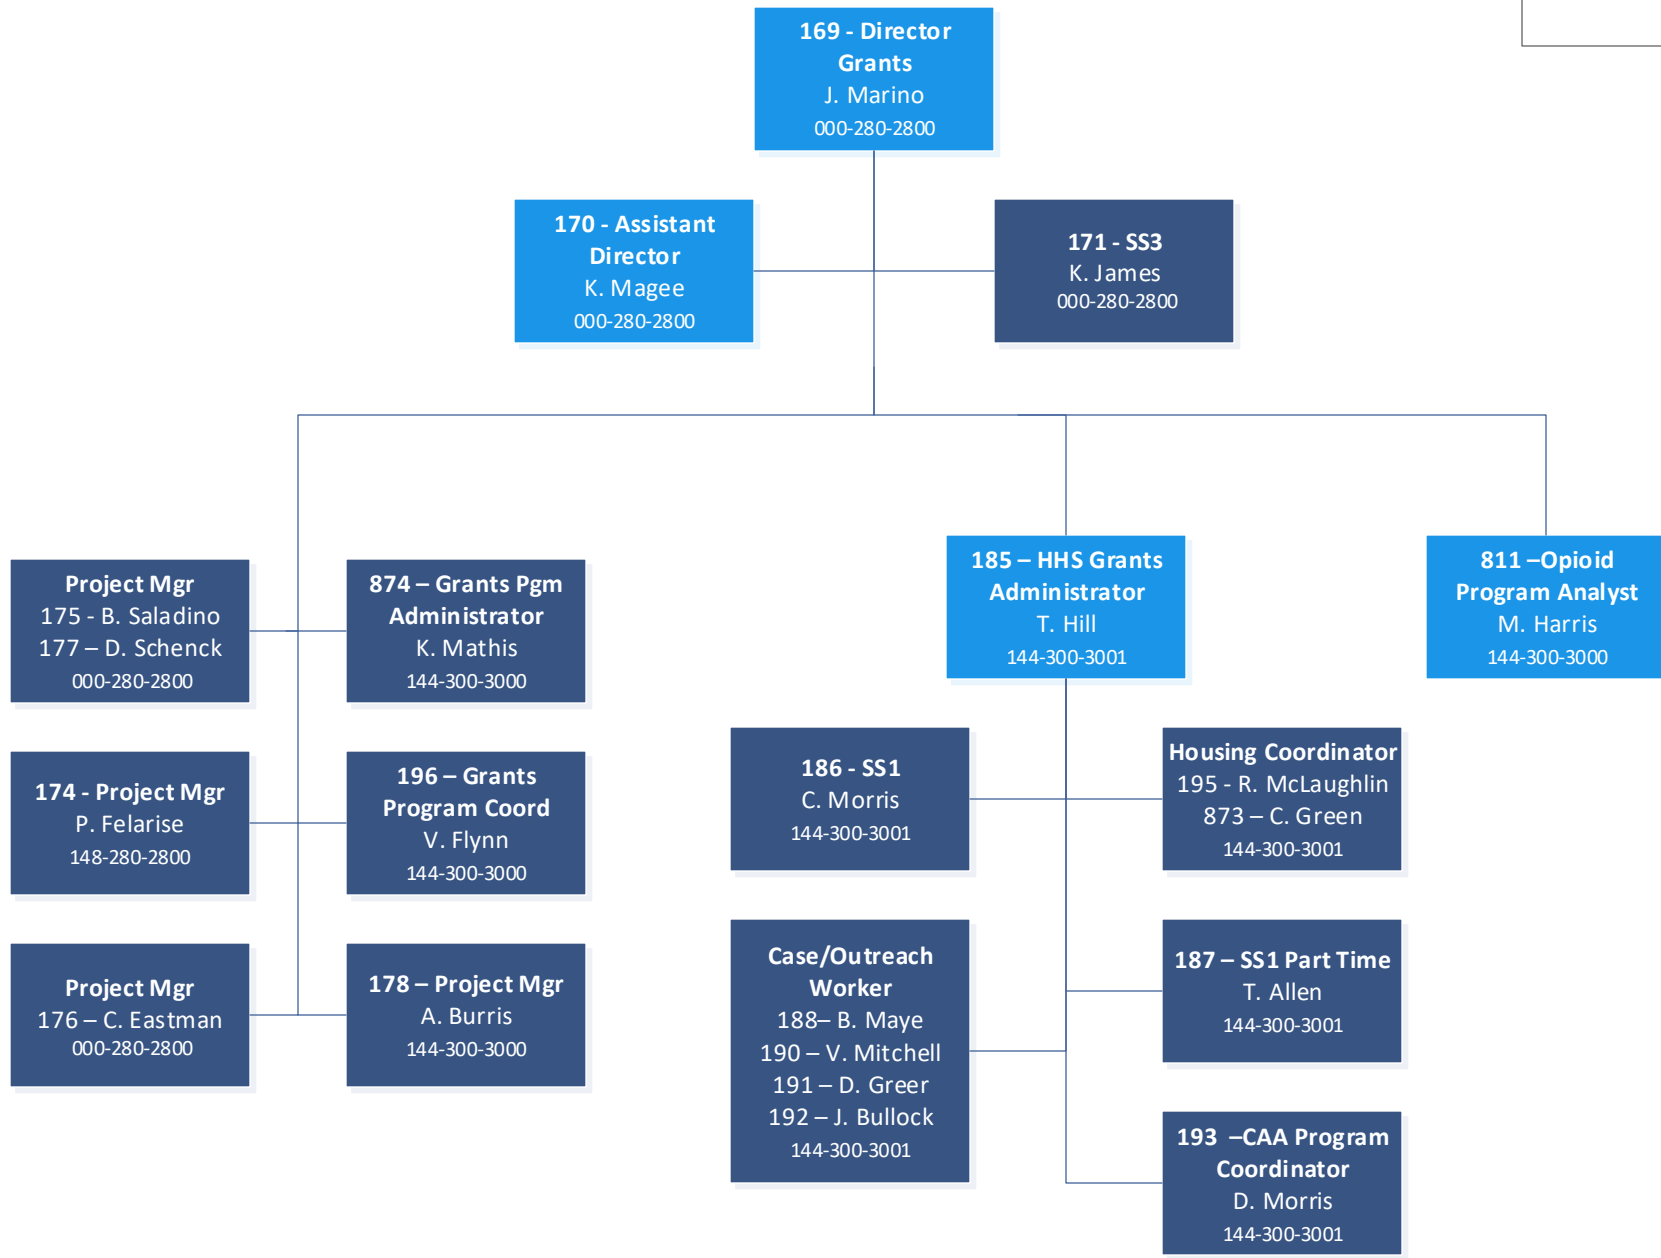 169 - Director
Grants
J. Marino
000-280-2800
170 - Assistant
Director
K. Magee
000-280-2800
171 - SS3
K. James
000-280-2800
Project Mgr
175 - B. Saladino
177 – D. Schenck
000-280-2800
874 – Grants Pgm
Administrator
K. Mathis
144-300-3000
185 – HHS Grants
Administrator
T. Hill
144-300-3001
811 –Opioid
Program Analyst
M. Harris
144-300-3000
174 - Project Mgr
P. Felarise
148-280-2800
196 – Grants
Program Coord
V. Flynn
144-300-3000
186 - SS1
C. Morris
144-300-3001
Housing Coordinator
195 - R. McLaughlin
873 – C. Green
144-300-3001
Project Mgr
176 – C. Eastman
000-280-2800
178 – Project Mgr
A. Burris
144-300-3000
Case/Outreach
Worker
188– B. Maye
190 – V. Mitchell
191 – D. Greer
192 – J. Bullock
144-300-3001
187 – SS1 Part Time
T. Allen
144-300-3001
193 –CAA Program
Coordinator
D. Morris
144-300-3001